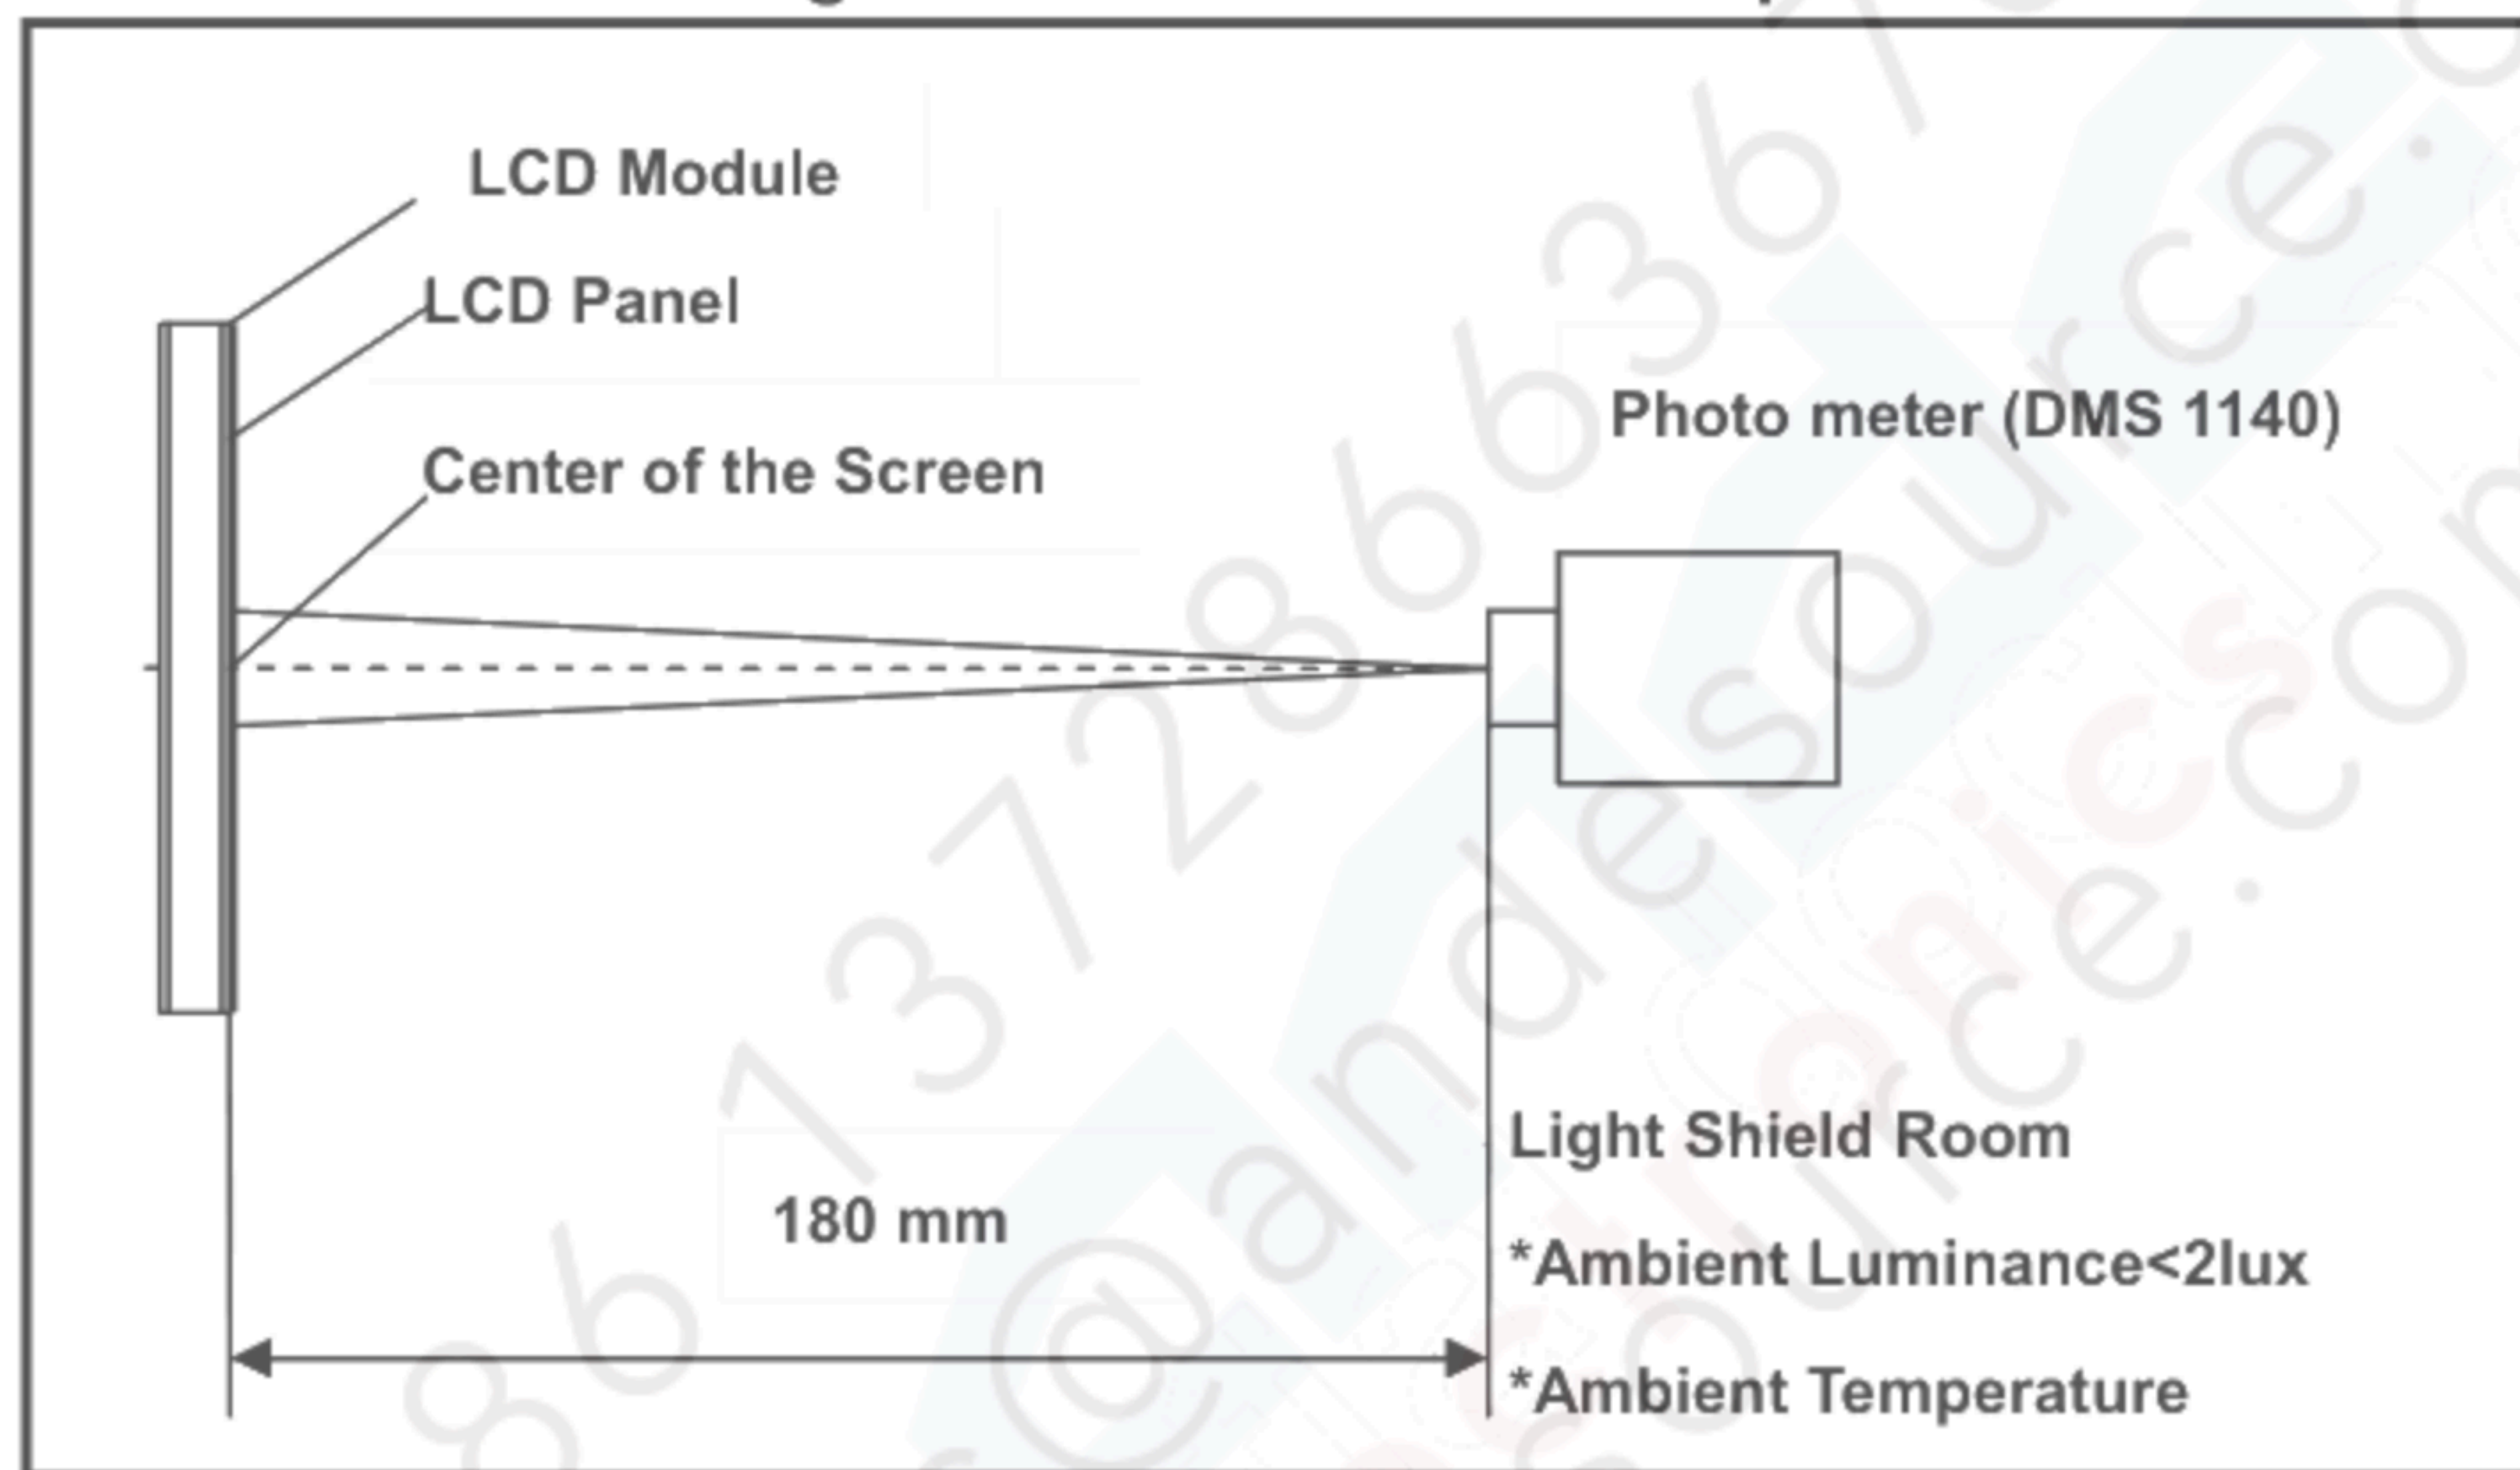 LCD Module
LCD Panel
Center of the Screen
Photo meter (DMS 1140)
180 mm
Light Shield Room
*Ambient Luminance<2lux
*Ambient Temperature